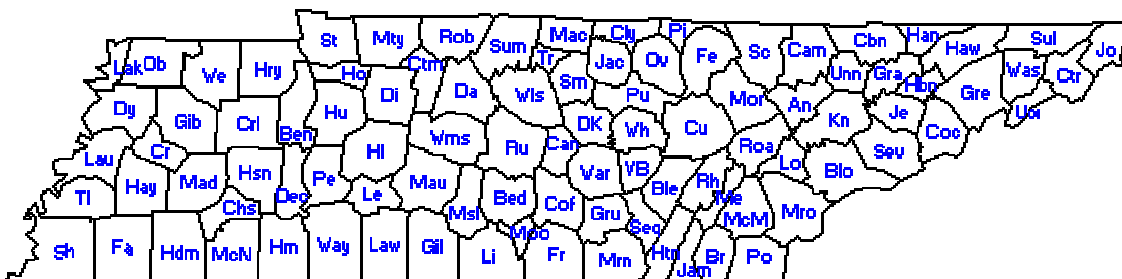 St Mty Rob Sum Mac Cly Pi
Tr Jac Ov Fe Sc Cam Cbn Han Haw Sul Jo
Lak Ob We Hry Ho Ctm Sm Unn Gra Hbn Was Ctr
Dy Gib Crl Ben Hu Di Da Wls Pu Mor An Je Gre Uoi
Cr Hl Wms Ru Can DK Wh Cu Roa Kn Coc
Lau Hay Mad Hsn Dec Pe Le Mau War VB Ble Rh Lo Blo Sev
Tl Chs Msl Bed Cof Gru Seq Me McM Mro
Sh Fa Hdm McN Hm Way Law Gil Li Moo Fr Mrn Htn Jam Br Po